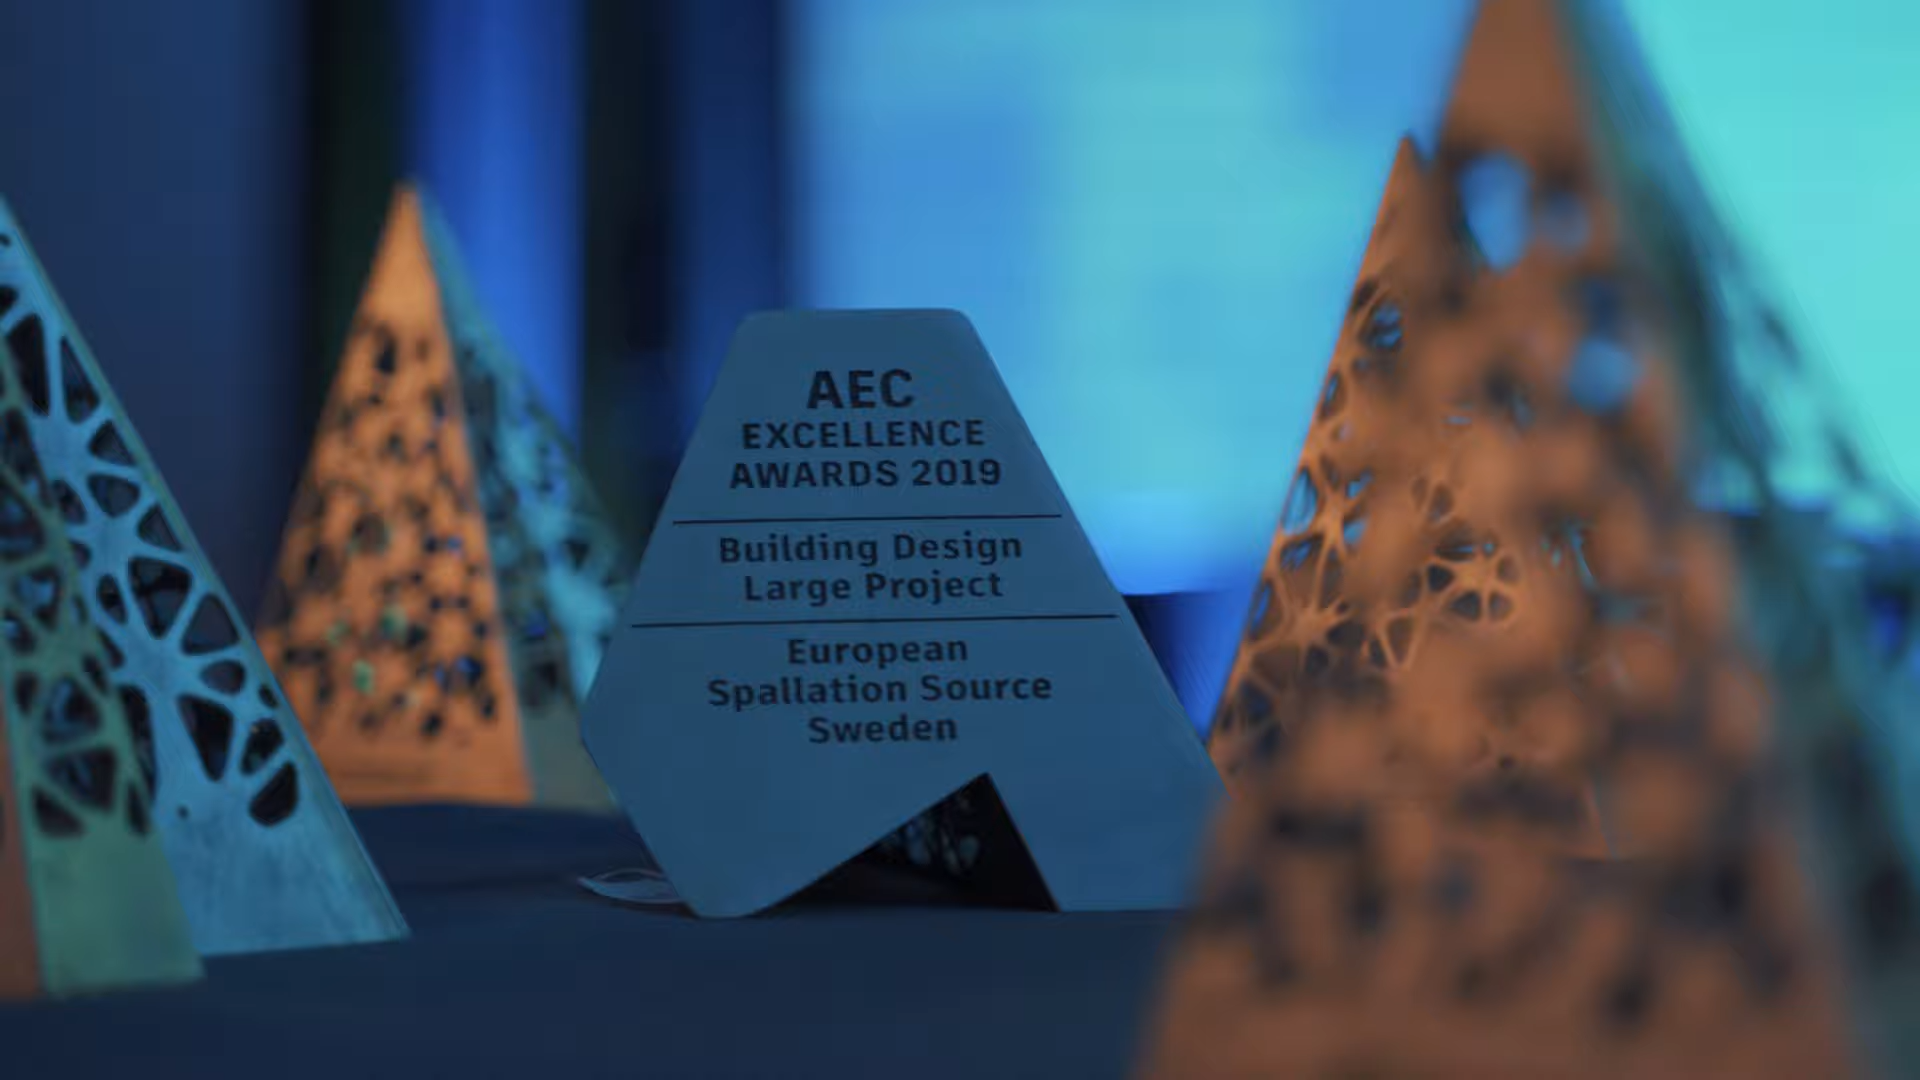 AEC
EXCELLENCE
AWARDS 2019
Building Design
Large Project
European
Spallation Source
Sweden